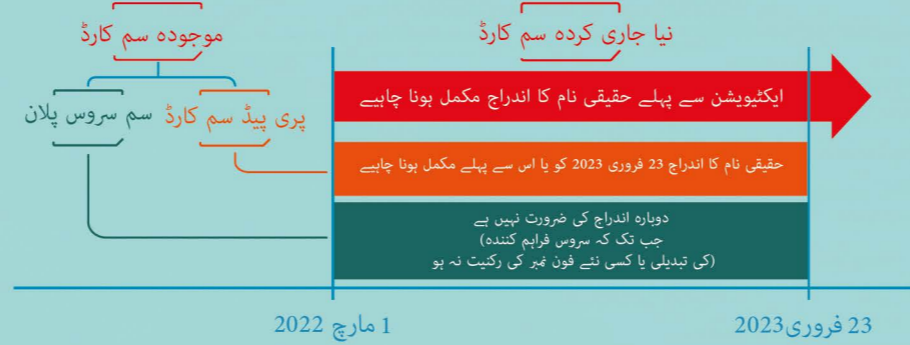 نیا جاری کردہ سم کارڈ
موجودہ سم کارڈ
پری پیڈ سم کارڈ
سم سروس پلان
ایکٹیویشن سے پہلے حقیقی نام کا اندراج مکمل ہونا چاہیے
حقیقی نام کا اندراج 23 فروری 2023 کو یا اس سے پہلے مکمل ہونا چاہیے
دوبارہ اندراج کی ضرورت نہیں ہے
جب تک کہ سروس فراہم کنندہ)
(کی تبدیلی یا کسی نئے فون نمبر کی رکنیت نہ ہو
1 مارچ 2022
23 فروری2023